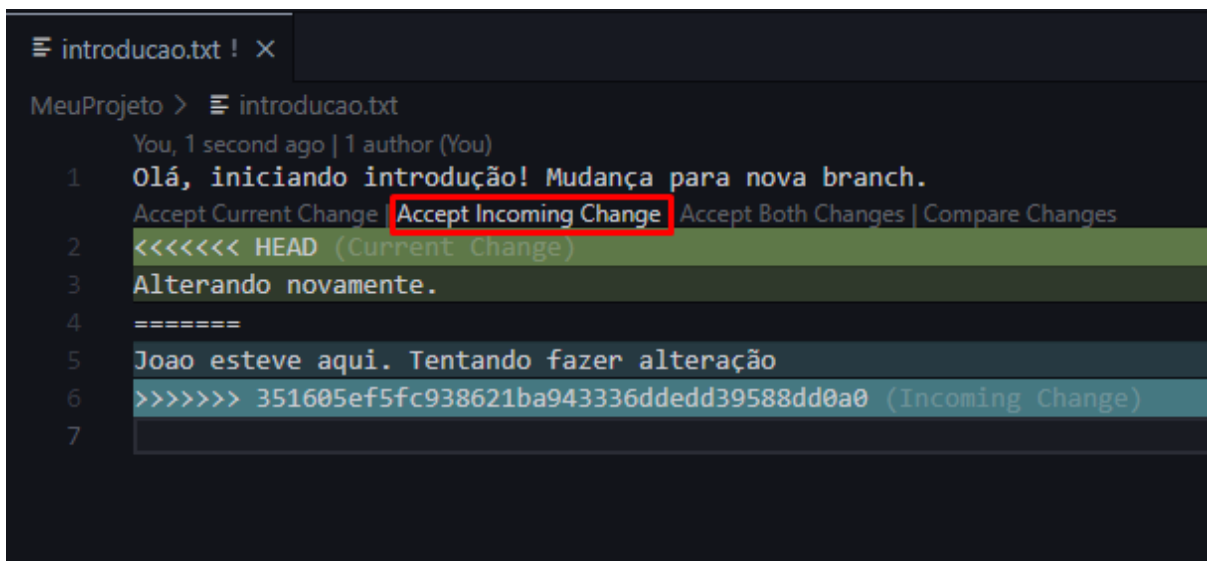 introducao.txt ! ×
MeuProjeto > introducao.txt
You, 1 second ago | 1 author (You)
1 Olá, iniciando introdução! Mudança para nova branch.
Accept Current Change | Accept Incoming Change | Accept Both Changes | Compare Changes
2 <<<<<<< HEAD (Current Change)
3 Alterando novamente.
4 =======
5 Joao esteve aqui. Tentando fazer alteração
6 >>>>>>> 351605ef5fc938621ba943336ddedd39588dd0a0 (Incoming Change)
7